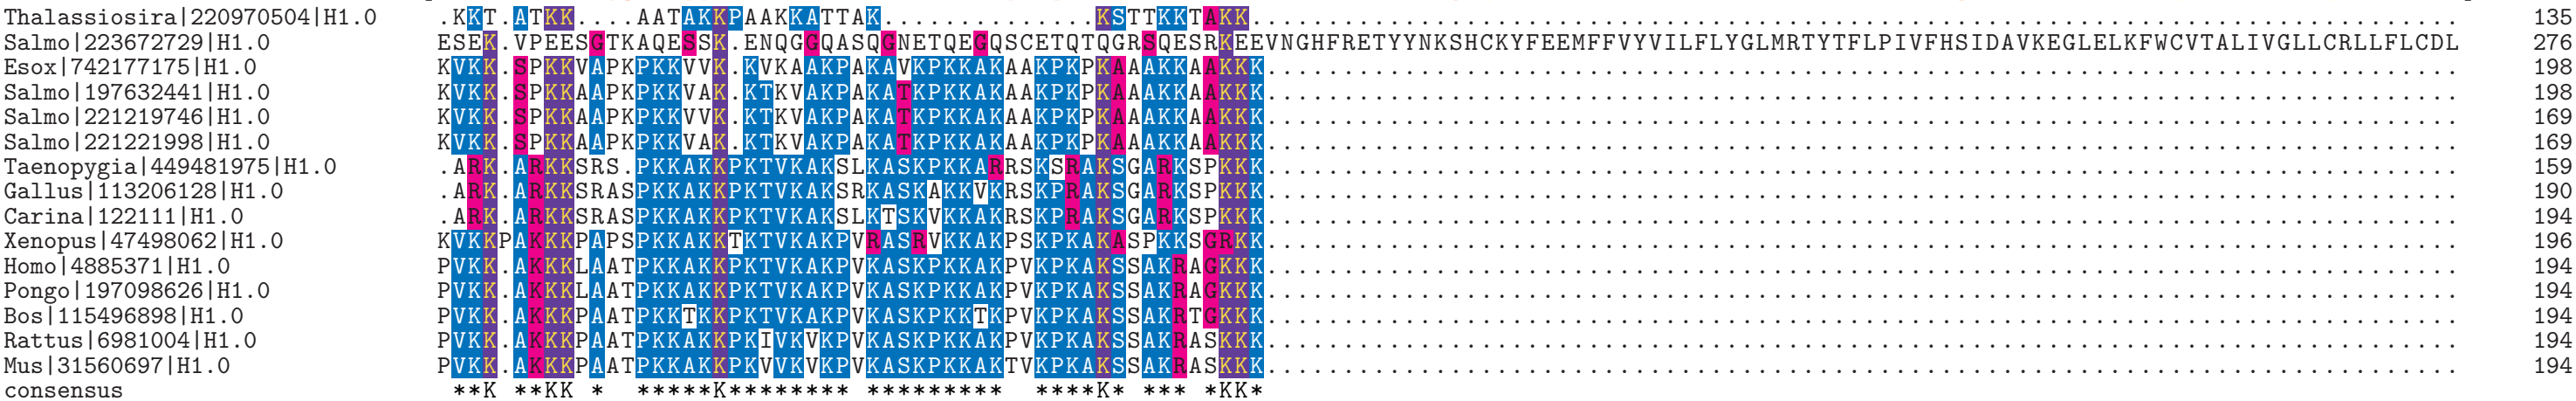 Thalassiosira|220970504|H1.0 .KKT.ATKK....AATAKKPAAKKATTAK..............KSTTKKTAKK............................................................................... 135
Salmo|223672729|H1.0 ESEK.VPEESGTKAQESSK.ENQGGQASQGNETQEGQSCETQTQGRSQESRKEEVNGHFRETYYNKSHCKYFEEMFFVYVILFLYGLMRTYTFLPIVFHSIDAVKEGLELKFWCVTALIVGLLCRLLFLCDL 276
Esox|742177175|H1.0 KVKK.SPKKVAPKPKKVVK.KVKAAKPAKAVKPKKAKAAKPKPKAAAKKAAKKK.............................................................................. 198
Salmo|197632441|H1.0 KVKK.SPKKAAPKPKKVAK.KTKVAKPAKATKPKKAKAAKPKPKAAAKKAAKKK.............................................................................. 198
Salmo|221219746|H1.0 KVKK.SPKKAAPKPKKVVK.KTKVAKPAKATKPKKAKAAKPKPKAAAKKAAKKK.............................................................................. 169
Salmo|221221998|H1.0 KVKK.SPKKAAPKPKKVAK.KTKVAKPAKATKPKKAKAAKPKPKAAAKKAAKKK.............................................................................. 169
Taenopygia|449481975|H1.0 .ARK.ARKKSRS.PKKAKKPKTVKAKSLKASKPKKARRSKSRAKSGARKSPKKK.............................................................................. 159
Gallus|113206128|H1.0 .ARK.ARKKSRASPKKAKKPKTVKAKSRKASKAKKVKRSKPRAKSGARKSPKKK.............................................................................. 190
Carina|122111|H1.0 .ARK.ARKKSRASPKKAKKPKTVKAKSLKTSKVKKAKRSKPRAKSGARKSPKKK.............................................................................. 194
Xenopus|47498062|H1.0 KVKKPAKKKPAPSPKKAKKTKTVKAKPVRASRVKKAKPSKPKAKASPKKSGRKK.............................................................................. 196
Homo|4885371|H1.0 PVKK.AKKKLAATPKKAKKPKTVKAKPVKASKPKKAKPVKPKAKSSAKRAGKKK.............................................................................. 194
Pongo|197098626|H1.0 PVKK.AKKKLAATPKKAKKPKTVKAKPVKASKPKKAKPVKPKAKSSAKRAGKKK.............................................................................. 194
Bos|115496898|H1.0 PVKK.AKKKPAATPKKTKKPKTVKAKPVKASKPKKTKPVKPKAKSSAKRTGKKK.............................................................................. 194
Rattus|6981004|H1.0 PVKK.AKKKPAATPKKAKKPKIVKVKPVKASKPKKAKPVKPKAKSSAKRASKKK.............................................................................. 194
Mus|31560697|H1.0 PVKK.AKKKPAATPKKAKKPKVVKVKPVKASKPKKAKTVKPKAKSSAKRASKKK.............................................................................. 194
consensus **K **KK *  *****K******** *********  ****K* *** *KK*